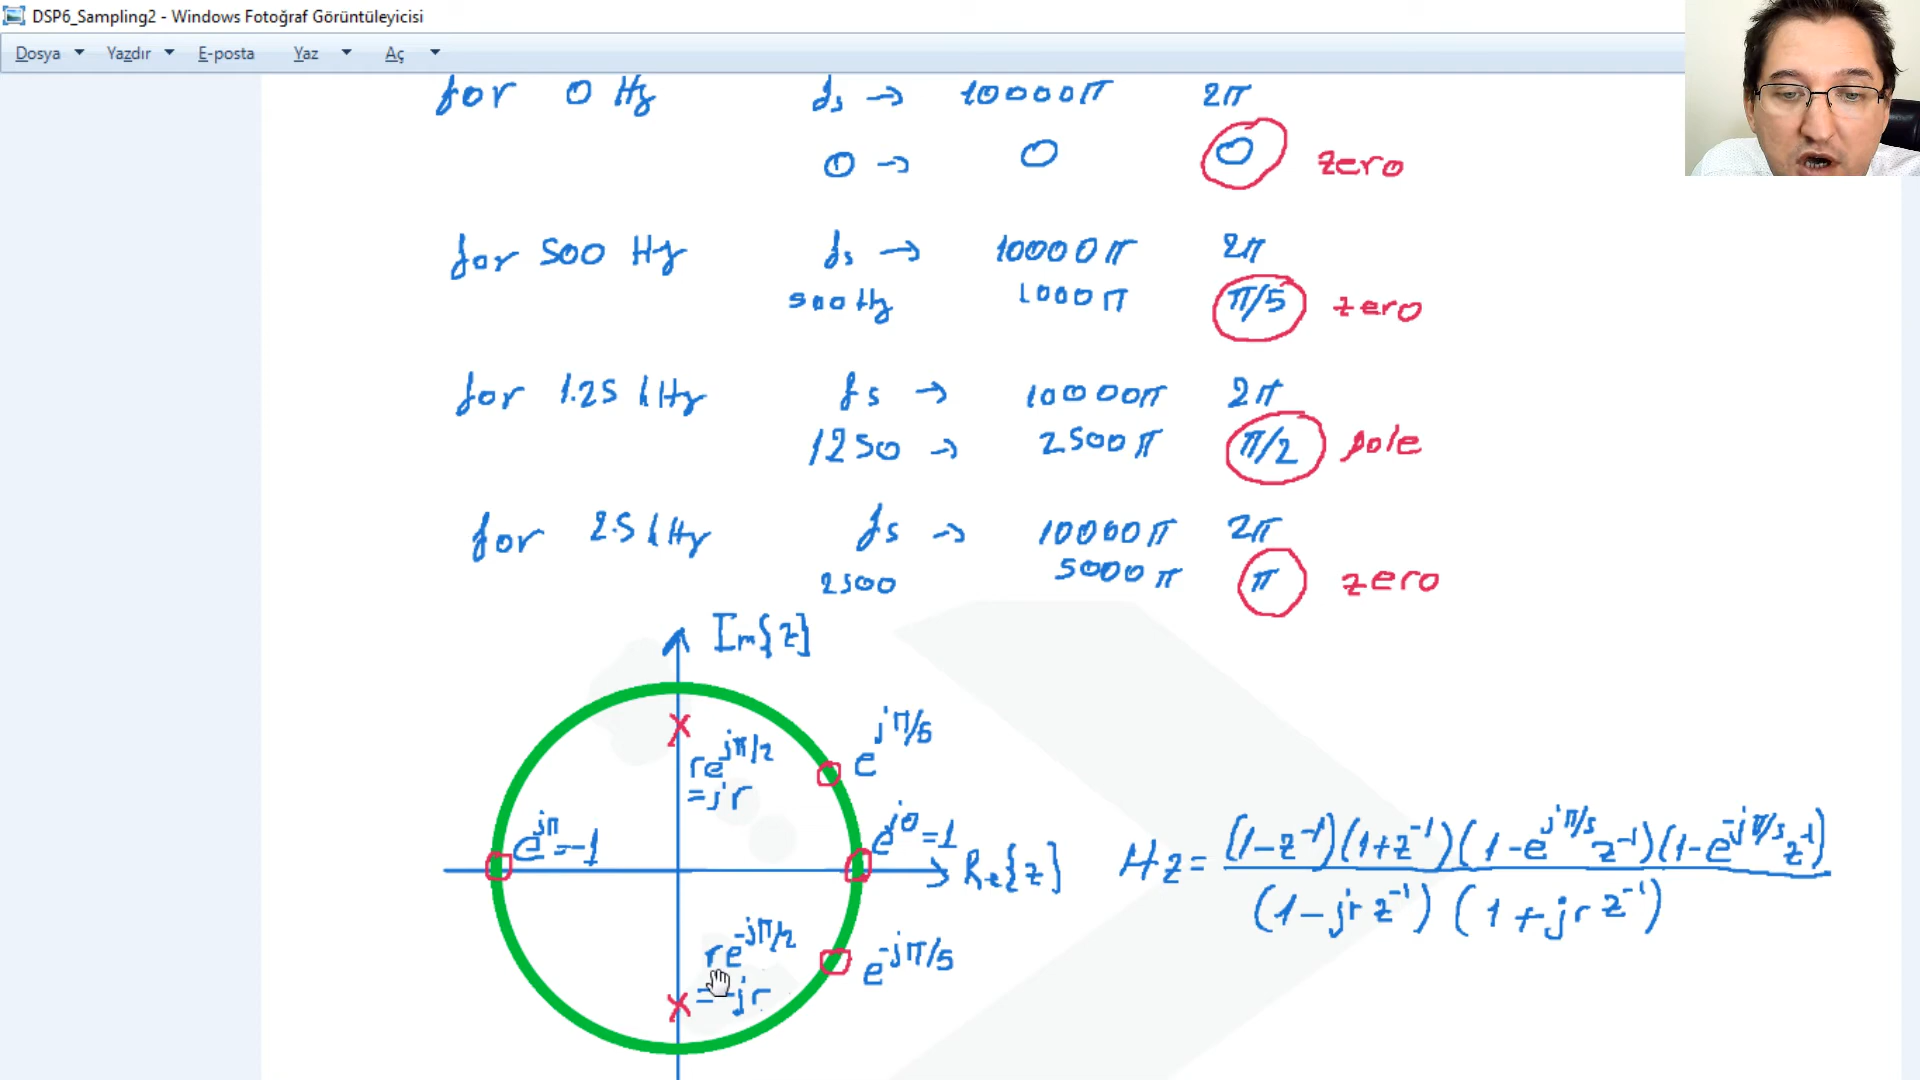 DSP6_Sampling2 - Windows Fotoğraf Görüntüleyicisi
Dosya Yazdır E-posta Yaz Aç
for 0 Hz fs → 10000π 2π
0 → 0 0 zero
for 500 Hz fs → 10000π 2π
500Hz 1000π π/5 zero
for 1.25 kHz fs → 10000π 2π
1250 → 2500π π/2 pole
for 2.5 kHz fs → 10000π 2π
2500 5000π π zero
Im{z}
e^jπ/5
re^jπ/2
=jr
e^jπ=-1
e^j0=1
Re{z}
Hz = (1-z^-1)(1+z^-1)(1-e^jπ/5 z^-1)(1-e^-jπ/5 z^-1)
(1-jr z^-1) (1+jr z^-1)
re^-jπ/2
=-jr
e^-jπ/5